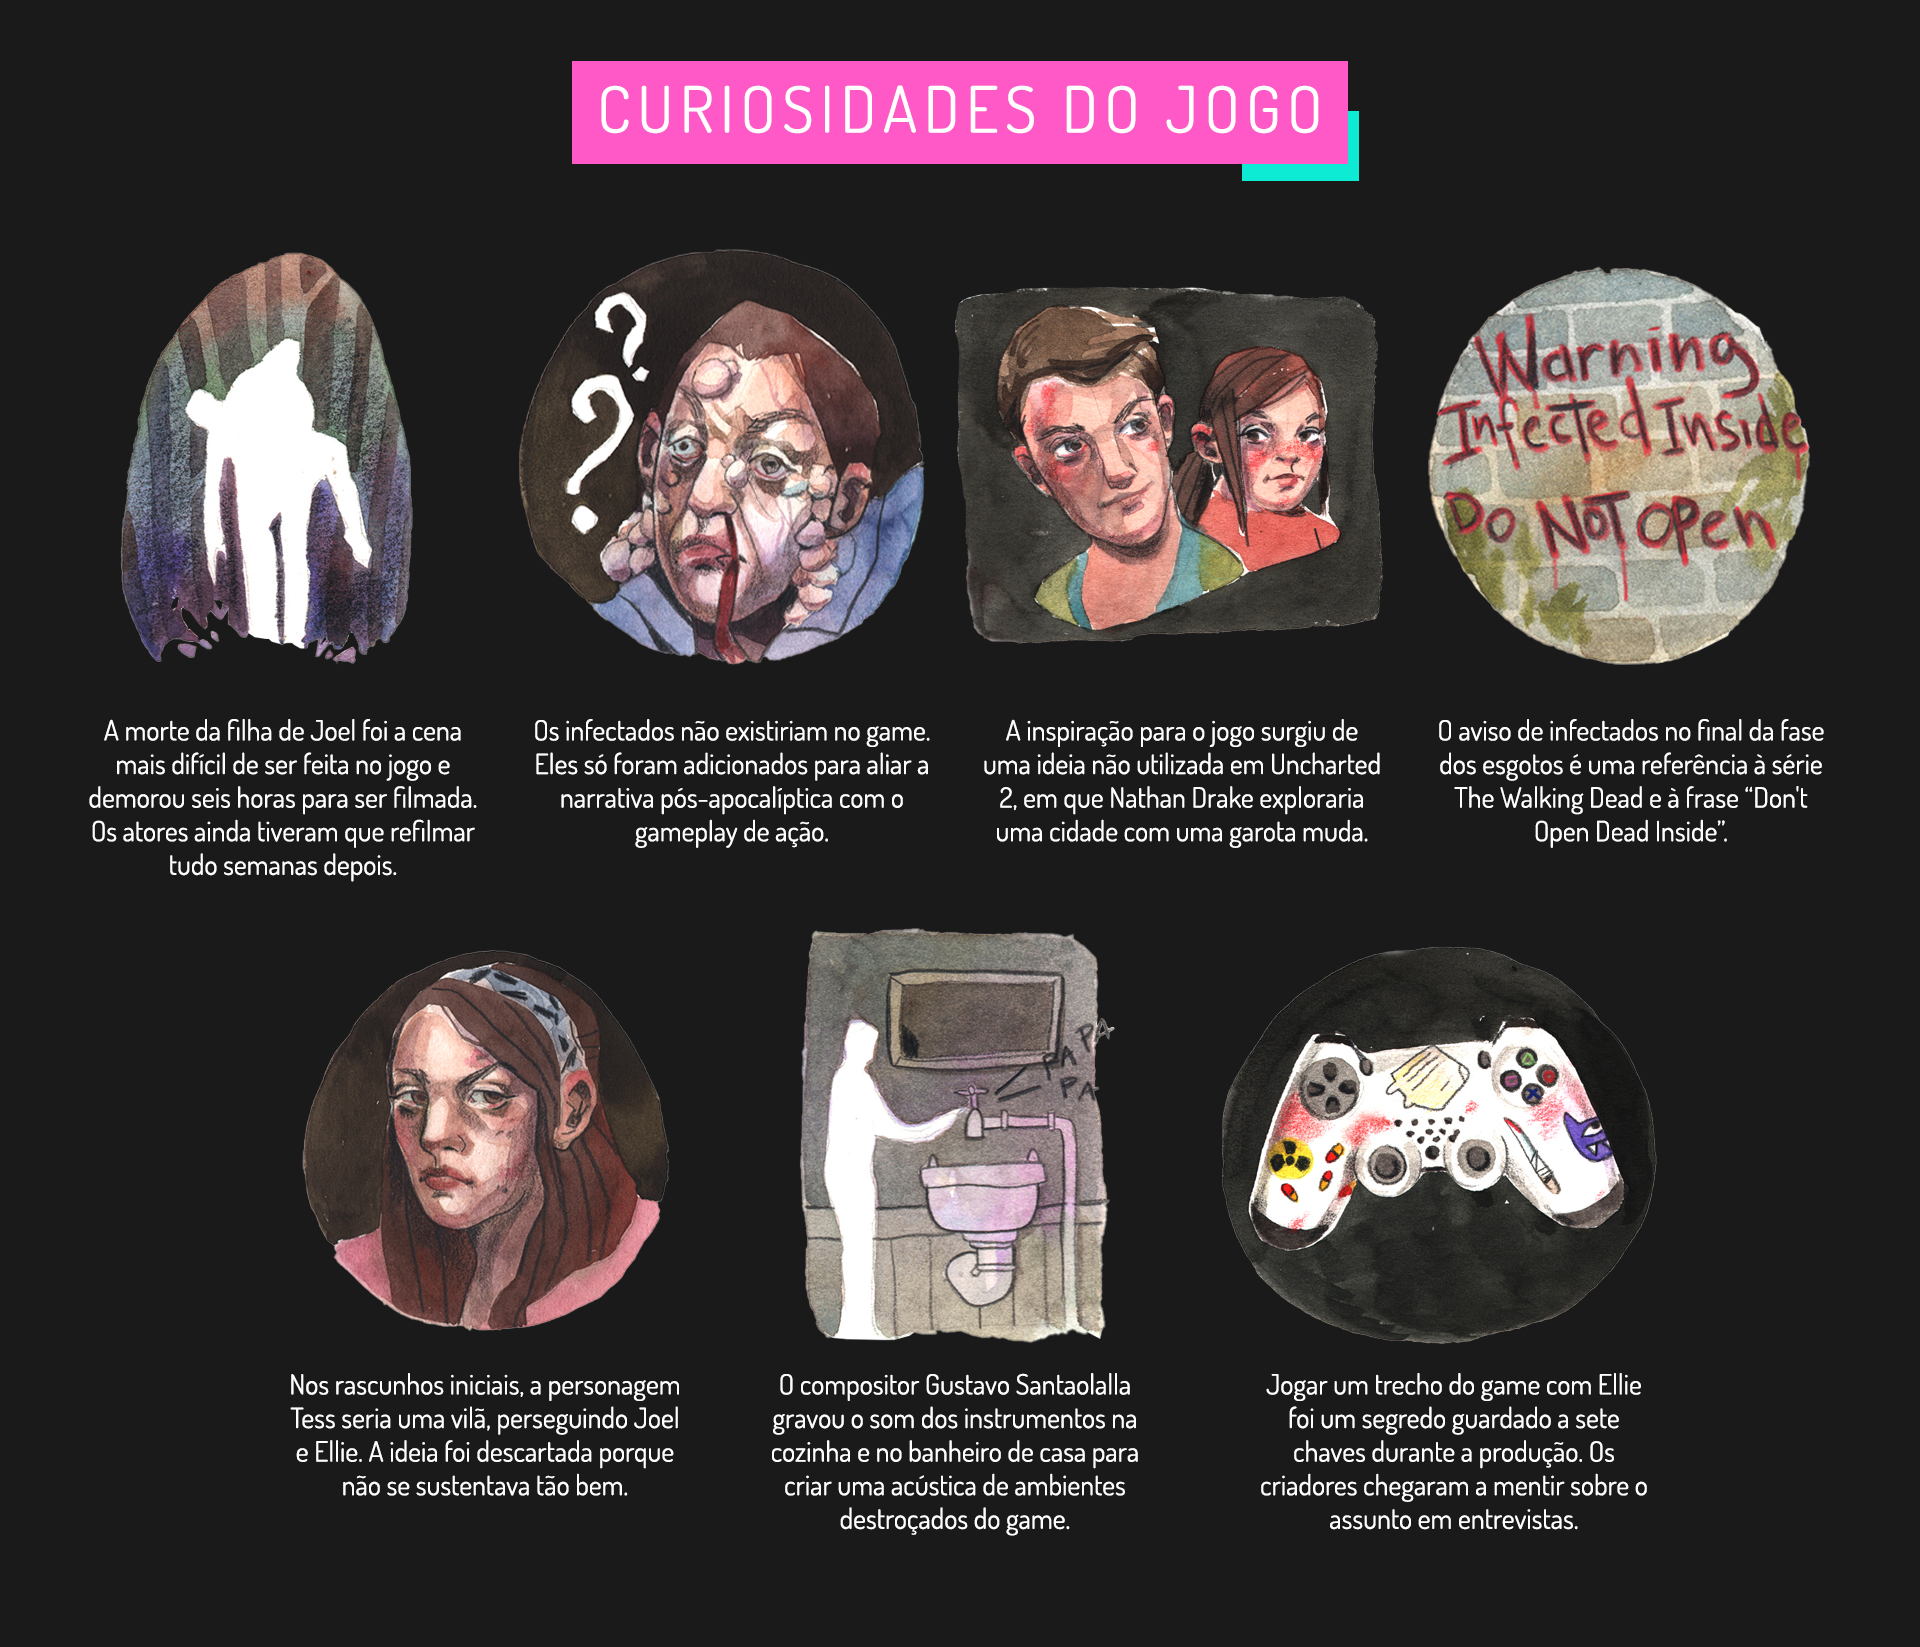 CURIOSIDADES DO JOGO
Warning
Infected Inside
Do NOT OPen
A morte da filha de Joel foi a cena
mais difícil de ser feita no jogo e
demorou seis horas para ser filmada.
Os atores ainda tiveram que refilmar
tudo semanas depois.
Os infectados não existiriam no game.
Eles só foram adicionados para aliar a
narrativa pós-apocalíptica com o
gameplay de ação.
A inspiração para o jogo surgiu de
uma ideia não utilizada em Uncharted
2, em que Nathan Drake exploraria
uma cidade com uma garota muda.
O aviso de infectados no final da fase
dos esgotos é uma referência à série
The Walking Dead e à frase “Don't
Open Dead Inside”.
PA PA
PA
Nos rascunhos iniciais, a personagem
Tess seria uma vilã, perseguindo Joel
e Ellie. A ideia foi descartada porque
não se sustentava tão bem.
O compositor Gustavo Santaolalla
gravou o som dos instrumentos na
cozinha e no banheiro de casa para
criar uma acústica de ambientes
destroçados do game.
Jogar um trecho do game com Ellie
foi um segredo guardado a sete
chaves durante a produção. Os
criadores chegaram a mentir sobre o
assunto em entrevistas.